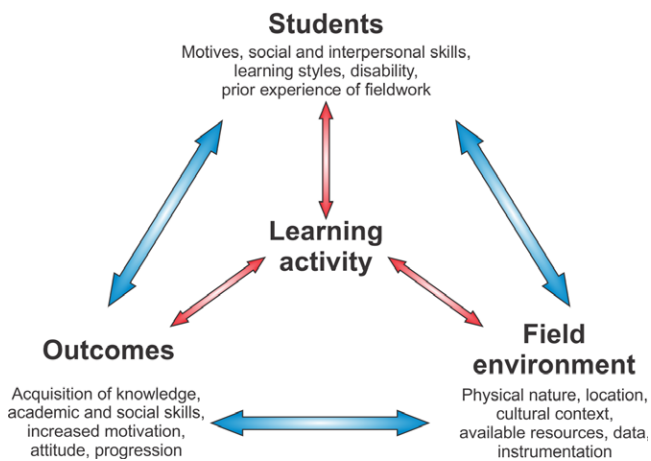 Students
Motives, social and interpersonal skills,
learning styles, disability,
prior experience of fieldwork
Learning
activity
Outcomes
Acquisition of knowledge,
academic and social skills,
increased motivation,
attitude, progression
Field
environment
Physical nature, location,
cultural context,
available resources, data,
instrumentation